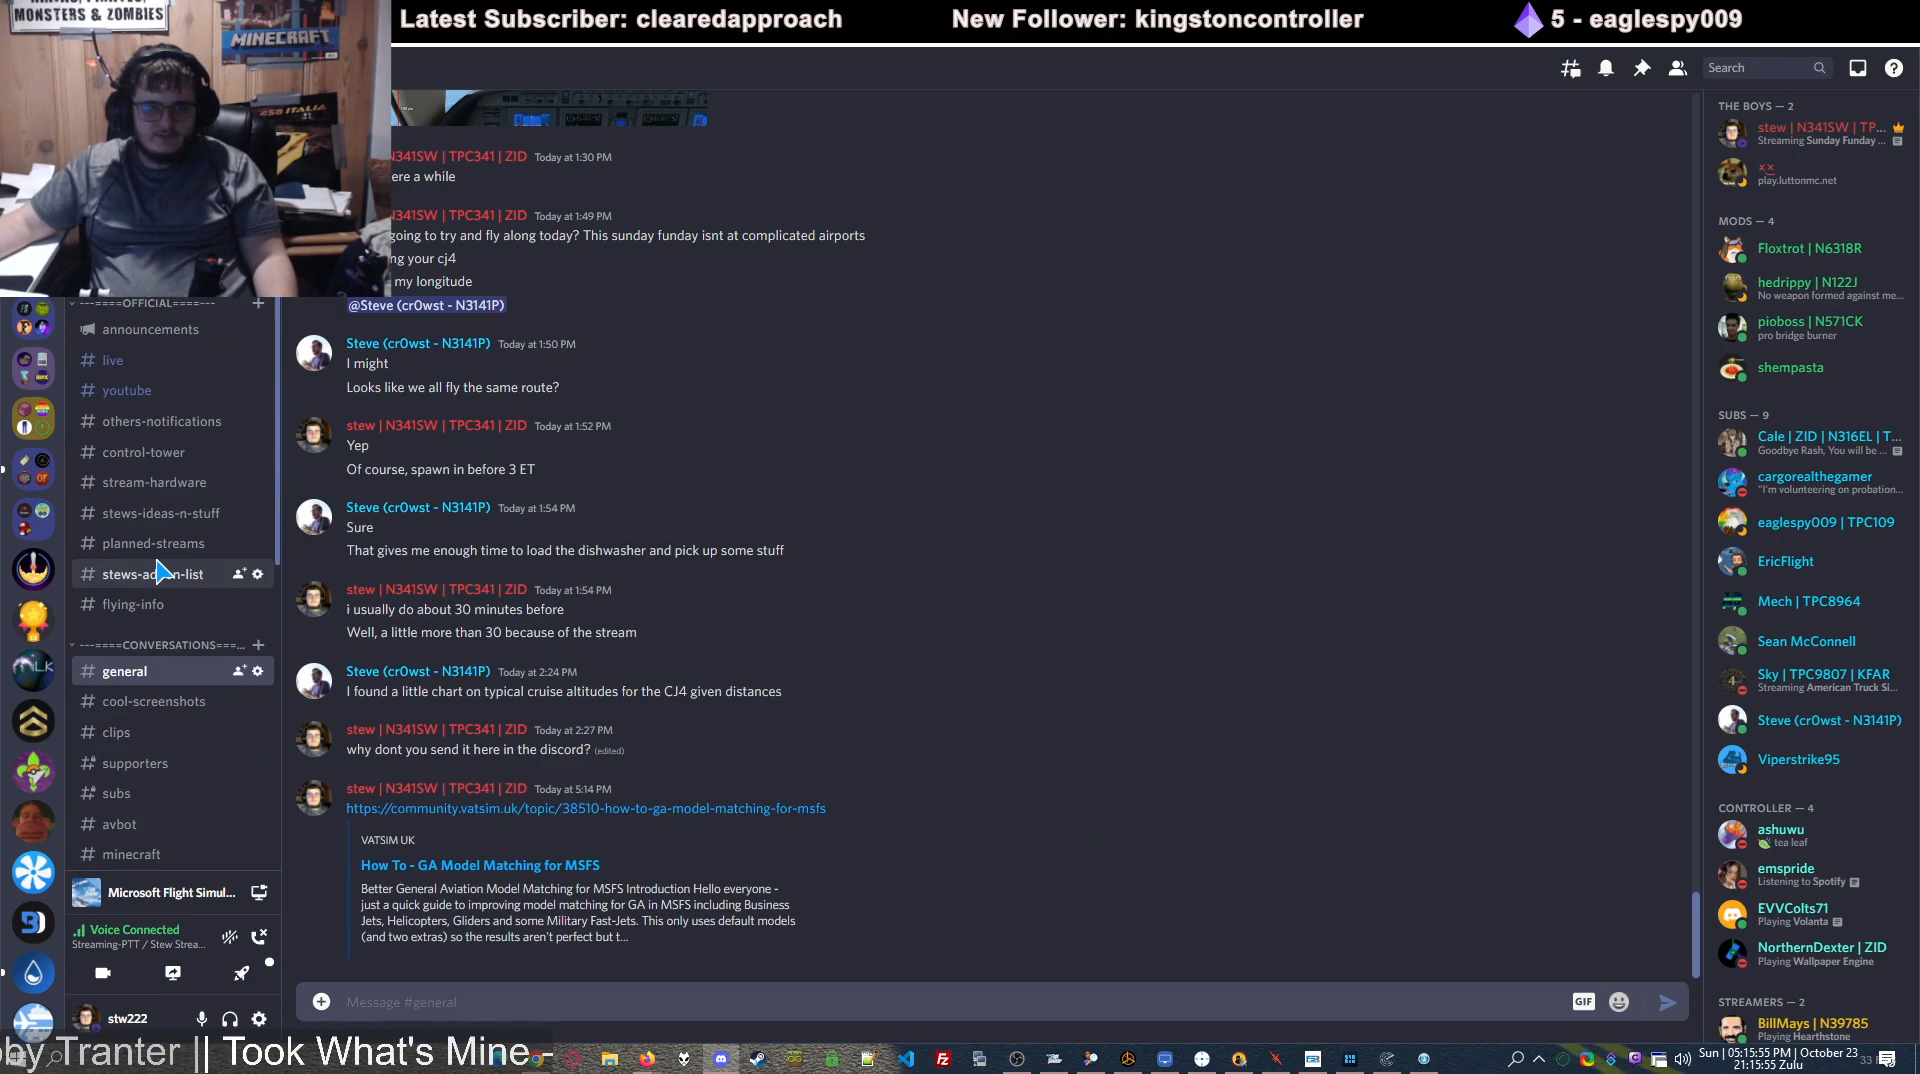 MONSTERS & ZOMBIES
MINECRAFT
458 ITALIA
Latest Subscriber: clearedapproach
New Follower: kingstoncontroller
5 - eaglespy009
Search
N341SW | TPC341 | ZID Today at 1:30 PM
ere a while
N341SW | TPC341 | ZID Today at 1:49 PM
going to try and fly along today? This sunday funday isnt at complicated airports
ng your cj4
my longitude
@Steve (cr0wst - N3141P)
Steve (cr0wst - N3141P) Today at 1:50 PM
I might
Looks like we all fly the same route?
stew | N341SW | TPC341 | ZID Today at 1:52 PM
Yep
Of course, spawn in before 3 ET
Steve (cr0wst - N3141P) Today at 1:54 PM
Sure
That gives me enough time to load the dishwasher and pick up some stuff
stew | N341SW | TPC341 | ZID Today at 1:54 PM
i usually do about 30 minutes before
Well, a little more than 30 because of the stream
Steve (cr0wst - N3141P) Today at 2:24 PM
I found a little chart on typical cruise altitudes for the CJ4 given distances
stew | N341SW | TPC341 | ZID Today at 2:27 PM
why dont you send it here in the discord? (edited)
stew | N341SW | TPC341 | ZID Today at 5:14 PM
https://community.vatsim.uk/topic/38510-how-to-ga-model-matching-for-msfs
VATSIM UK
How To - GA Model Matching for MSFS
Better General Aviation Model Matching for MSFS Introduction Hello everyone -
just a quick guide to improving model matching for GA in MSFS including Business
Jets, Helicopters, Gliders and some Military Fast-Jets. This only uses default models
(and two extras) so the results aren't perfect but t...
Message #general
GIF
---====OFFICIAL====---
announcements
live
youtube
others-notifications
control-tower
stream-hardware
stews-ideas-n-stuff
planned-streams
flying-info
---====CONVERSATIONS===...
general
cool-screenshots
clips
supporters
subs
avbot
minecraft
Microsoft Flight Simul...
Voice Connected
Streaming-PTT / Stew Strea...
stw222
THE BOYS — 2
stew | N341SW | TP...
Streaming Sunday Funday ...
play.luttonmc.net
MODS — 4
Floxtrot | N6318R
hedrippy | N122J
No weapon formed against me...
pioboss | N571CK
pro bridge burner
shempasta
SUBS — 9
Cale | ZID | N316EL | T...
Goodbye Rash, You will be ...
cargorealthegamer
"I'm volunteering on probation...
eaglespy009 | TPC109
EricFlight
Mech | TPC8964
Sean McConnell
Sky | TPC9807 | KFAR
Streaming American Truck Si...
Steve (cr0wst - N3141P)
Viperstrike95
CONTROLLER — 4
ashuwu
tea leaf
emspride
Listening to Spotify
EVVColts71
Playing Volanta
NorthernDexter | ZID
Playing Wallpaper Engine
STREAMERS — 2
BillMays | N39785
Playing Hearthstone
by Tranter || Took What's Mine -
Sun | 05:15:55 PM | October 23
21:15:55 Zulu
33